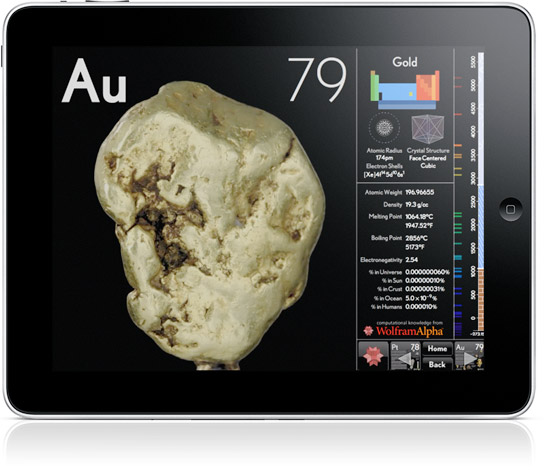 Au
79
Gold
Atomic Radius
174pm
Crystal Structure
Face Centered
Cubic
Electron Shells
[Xe]4f¹⁴5d¹⁰6s¹
Atomic Weight 196.96655
Density 19.3 g/cc
Melting Point 1064.18°C
1947.52°F
Boiling Point 2856°C
5173°F
Electronegativity 2.54
% in Universe 0.000000060%
% in Sun 0.00000010%
% in Crust 0.00000031%
% in Ocean 5.0 × 10⁻⁹%
% in Humans 0.000010%
computational knowledge from
WolframAlpha
Pt 78
Home
Back
Au 79
5500
5000
4500
4000
3500
3000
2500
2000
1500
1000
500
0
-273.15